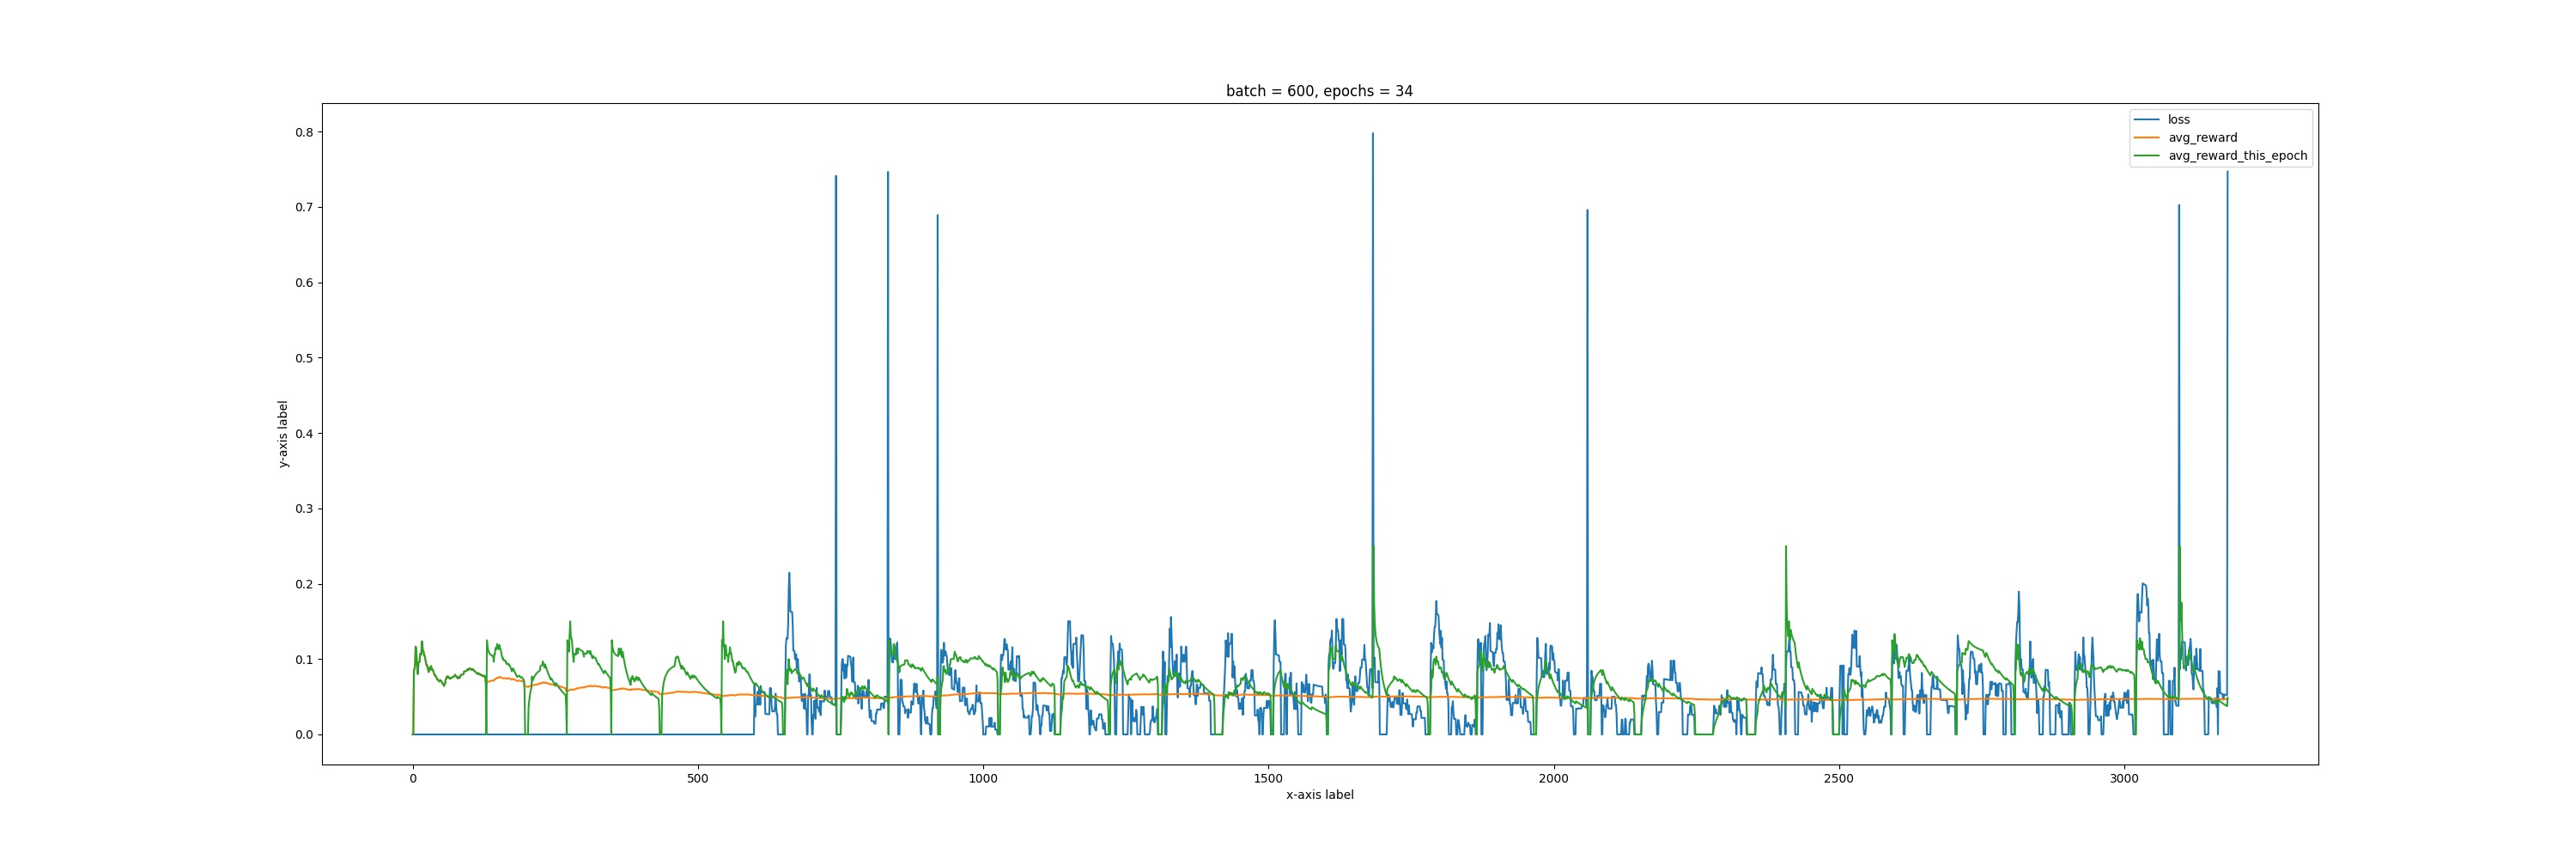 batch = 600, epochs = 34
loss
avg_reward
avg_reward_this_epoch
0.8
0.7
0.6
0.5
0.4
0.3
0.2
0.1
0.0
y-axis label
0 500 1000 1500 2000 2500 3000
x-axis label